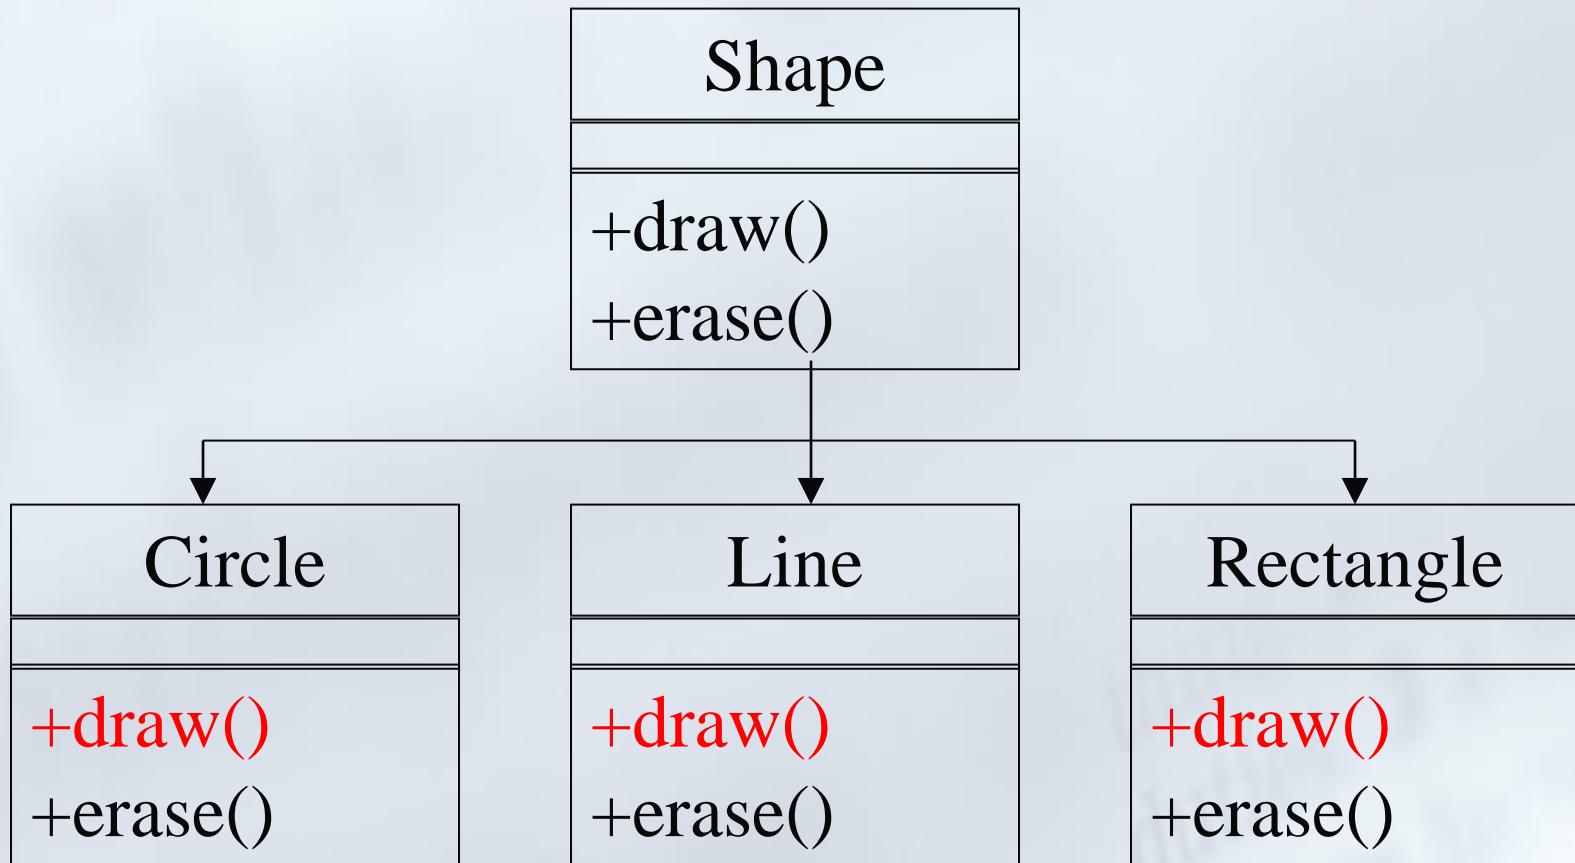 Shape
+draw()
+erase()
Circle
+draw()
+erase()
Line
+draw()
+erase()
Rectangle
+draw()
+erase()